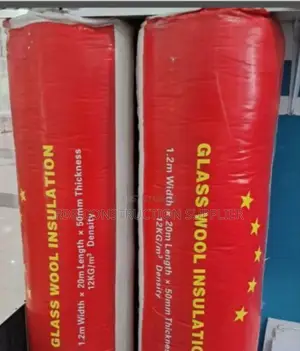 GLASS WOOL INSULATION
1.2m Width × 20m Length × 50mm Thickness
12KG/m³ Density
GLASS WOOL INSULATIO
1.2m Width × 20m Length × 50mm Thickness
12KG/m³ Density